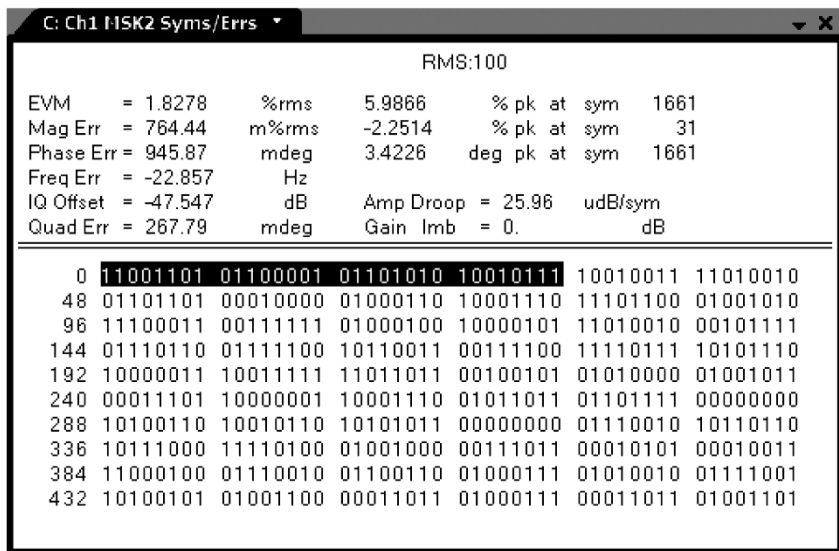 C: Ch1 MSK2 Syms/Errs
RMS:100
EVM = 1.8278 %rms 5.9866 % pk at sym 1661
Mag Err = 764.44 m%rms -2.2514 % pk at sym 31
Phase Err = 945.87 mdeg 3.4226 deg pk at sym 1661
Freq Err = -22.857 Hz
IQ Offset = -47.547 dB Amp Droop = 25.96 udB/sym
Quad Err = 267.79 mdeg Gain Imb = 0. dB
0 11001101 01100001 01101010 10010111 10010011 11010010
48 01101101 00010000 01000110 10001110 11101100 01001010
96 11100011 00111111 01000100 10000101 11010010 00101111
144 01110110 01111100 10110011 00111100 11110111 10101110
192 10000011 10011111 11011011 00100101 01010000 01001011
240 00011101 10000001 10001110 01011011 01101111 00000000
288 10100110 10010110 10101011 00000000 01110010 10110110
336 10111000 11110100 01001000 00111011 00010101 00010011
384 11000100 01110010 01100110 01000111 01010010 01111001
432 10100101 01001100 00011011 01000111 00011011 01001101